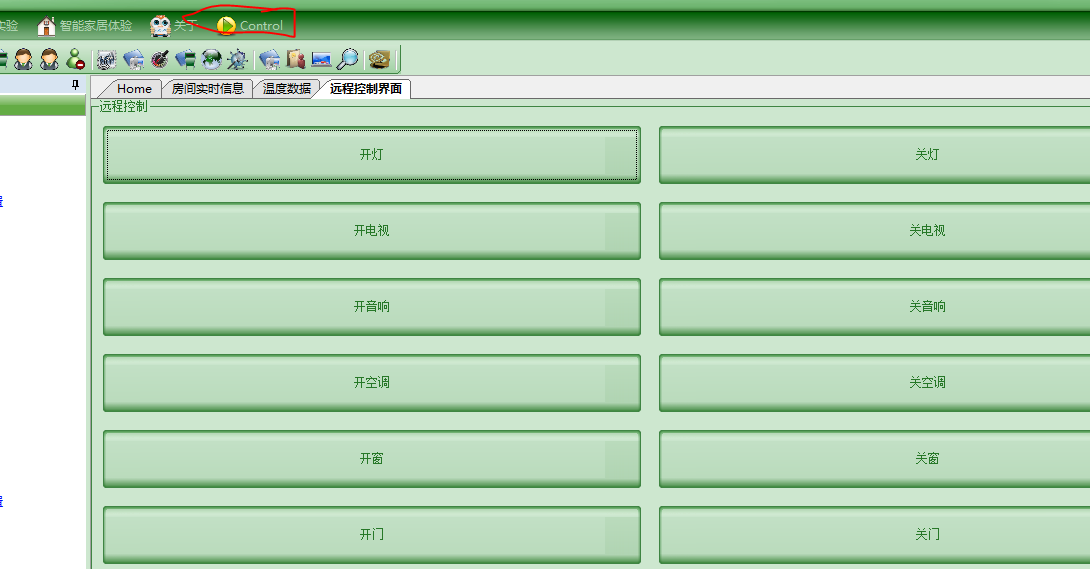 实验 智能家居体验 关于 Control
Home 房间实时信息 温度数据 远程控制界面
远程控制
开灯 关灯
开电视 关电视
开音响 关音响
开空调 关空调
开窗 关窗
开门 关门